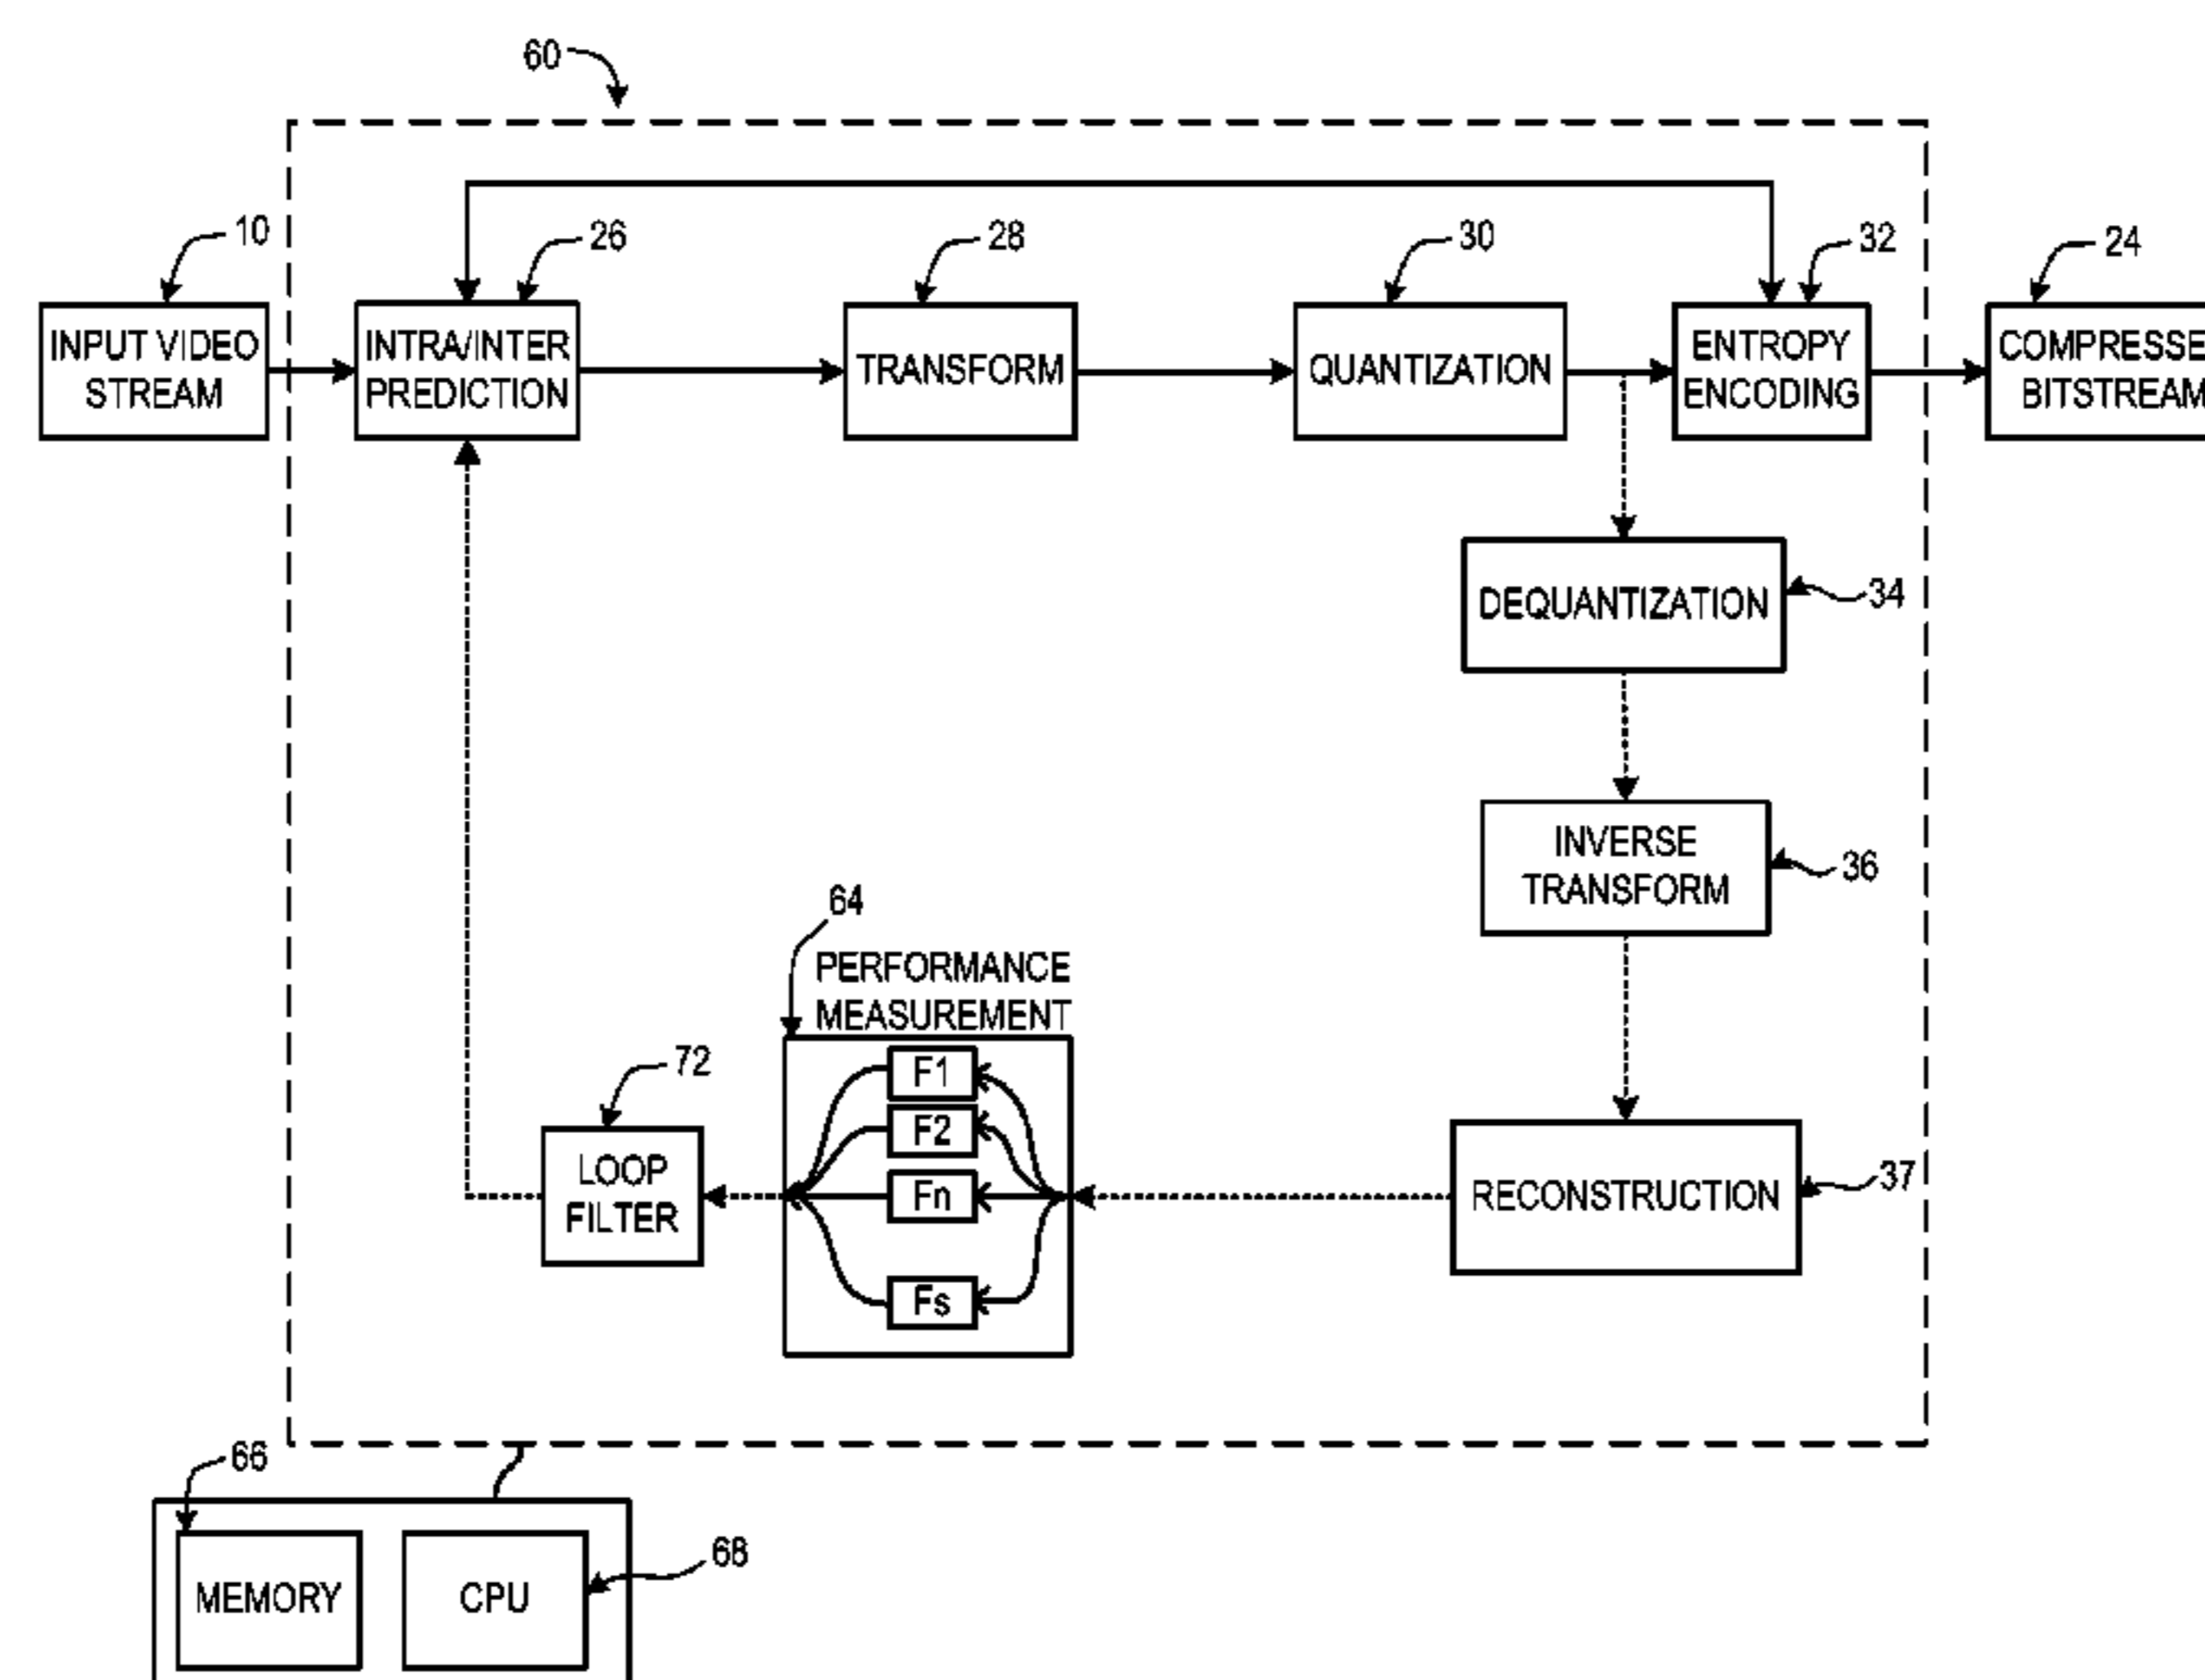 60
10
26
28
30
32
24
INPUT VIDEO
STREAM
INTRA/INTER
PREDICTION
TRANSFORM
QUANTIZATION
ENTROPY
ENCODING
COMPRESSE
BITSTREAM
DEQUANTIZATION
34
INVERSE
TRANSFORM
36
64
PERFORMANCE
MEASUREMENT
72
LOOP
FILTER
F1
F2
Fn
Fs
RECONSTRUCTION
37
66
MEMORY
CPU
68